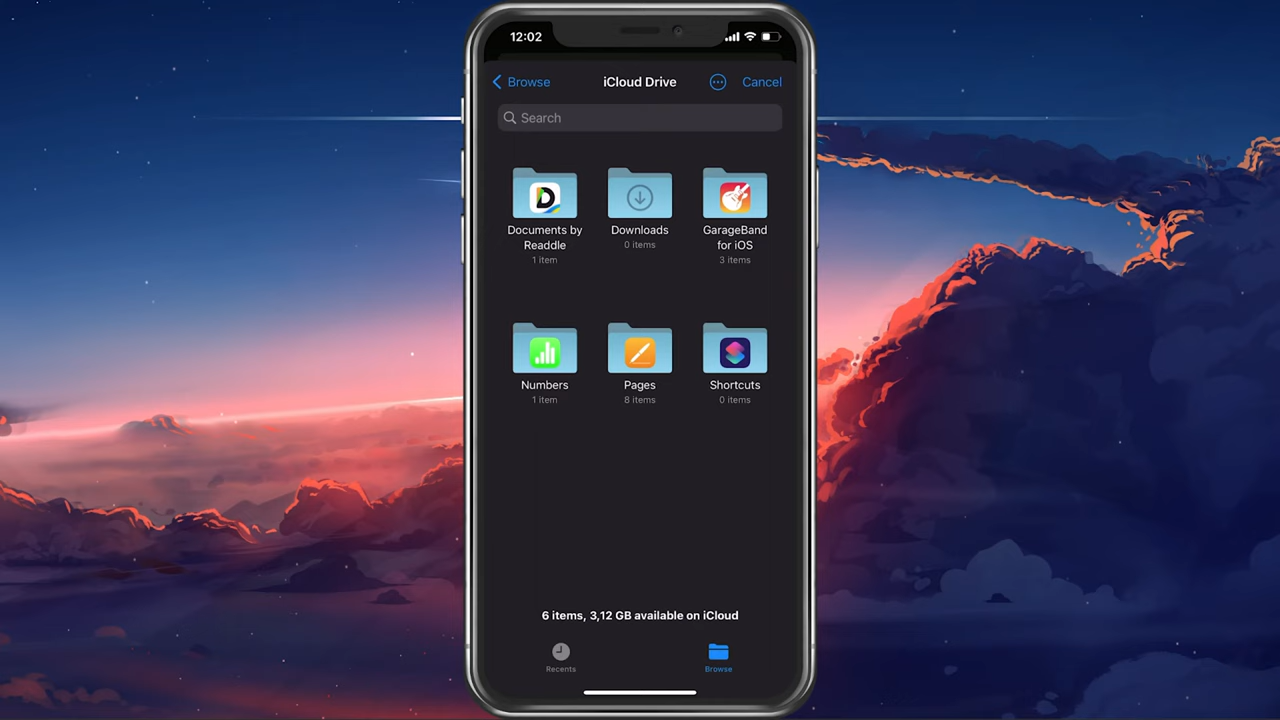 12:02
Browse
iCloud Drive
Cancel
Search
Documents by
Readdle
1 item
Downloads
0 items
GarageBand
for iOS
3 items
Numbers
1 item
Pages
8 items
Shortcuts
0 items
6 items, 3,12 GB available on iCloud
Recents
Browse